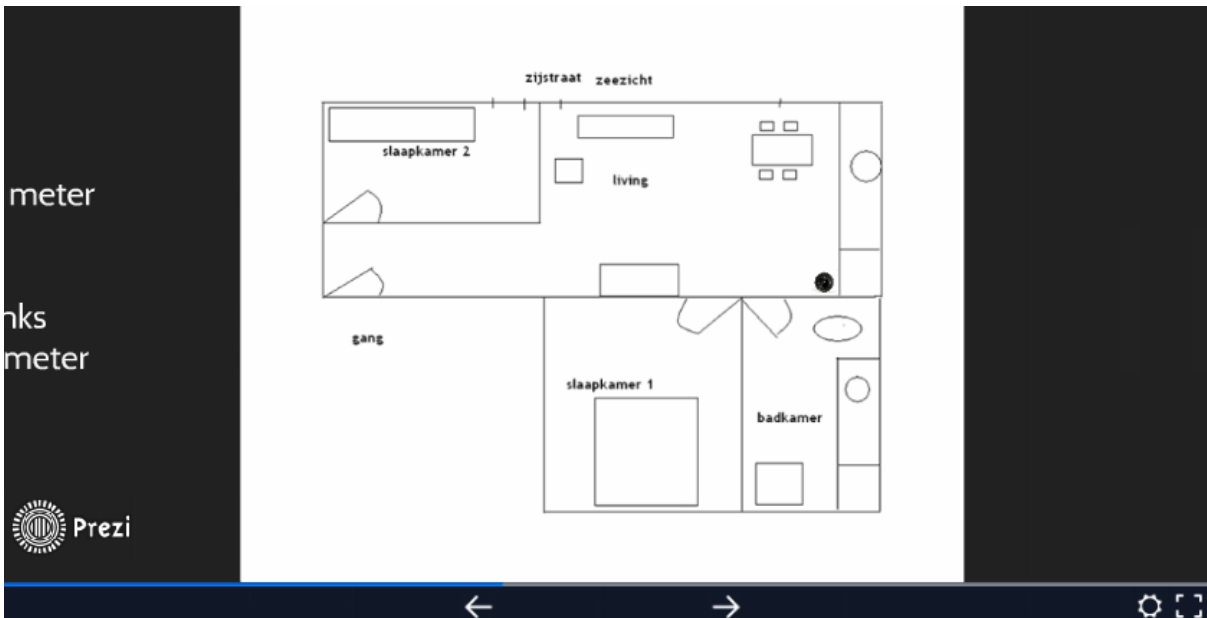 meter
nks
meter
zijstraat zeezicht
slaapkamer 2
living
gang
slaapkamer 1
badkamer
Prezi